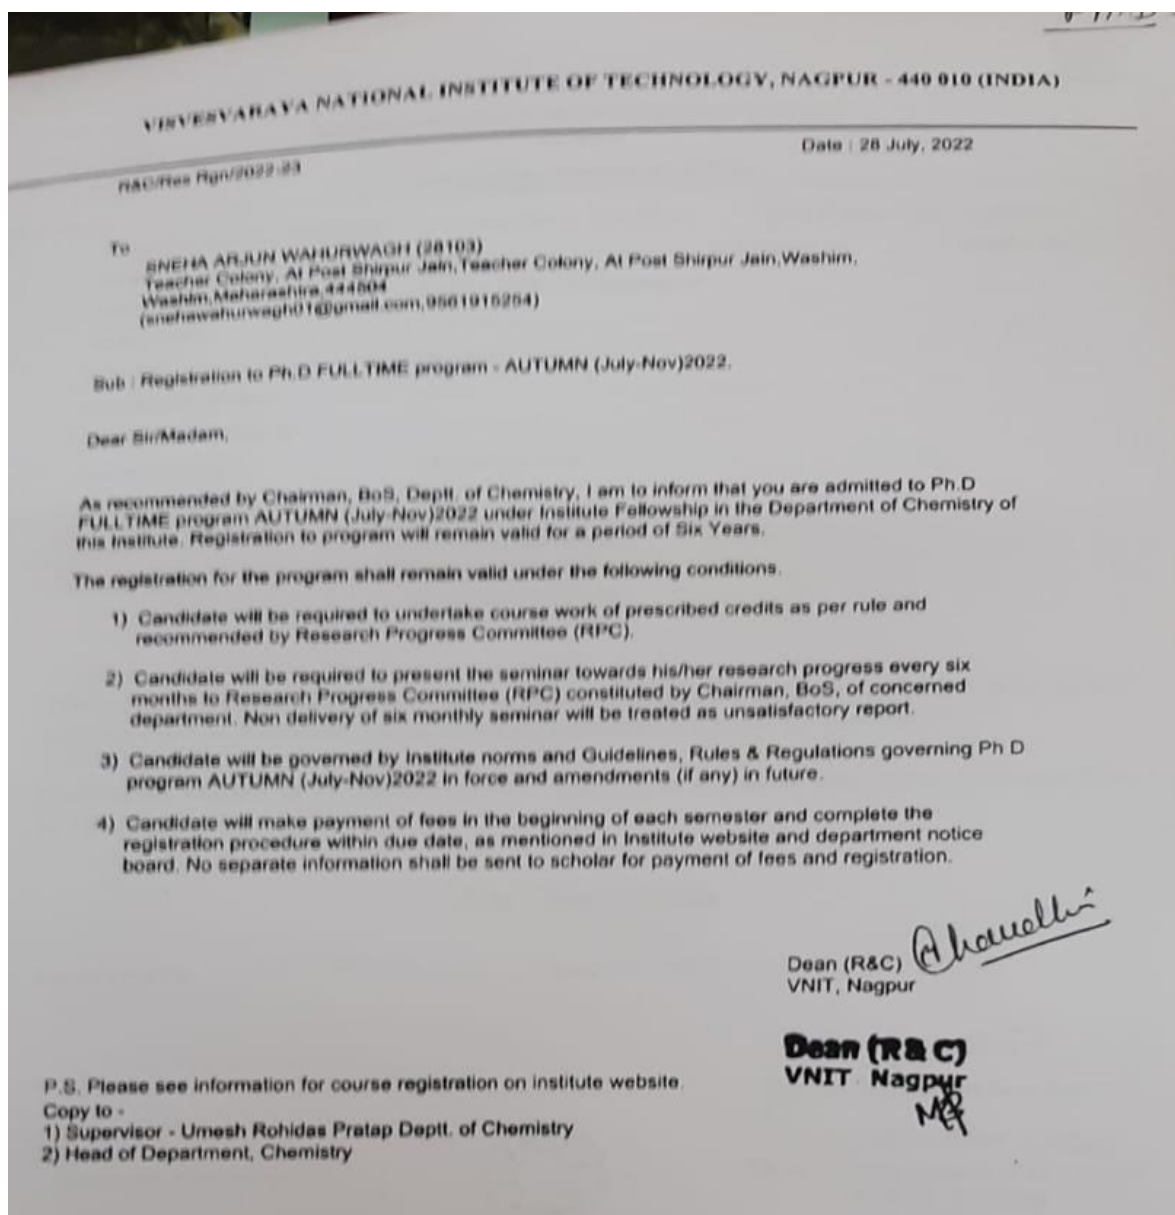 VISVESVARAYA NATIONAL INSTITUTE OF TECHNOLOGY, NAGPUR - 440 010 (INDIA)
Date : 28 July, 2022
R&C/Res Rgn/2022-23
To
SNEHA ARJUN WAHURWAGH (28103)
Teacher Colony, At Post Shirpur Jain,Teacher Colony, At Post Shirpur Jain,Washim,
Washim,Maharashtra,444504
(snehawahurwagh01@gmail.com,9561915254)
Sub : Registration to Ph.D FULLTIME program - AUTUMN (July-Nov)2022.
Dear Sir/Madam,
As recommended by Chairman, BoS, Deptt. of Chemistry, I am to inform that you are admitted to Ph.D
FULLTIME program AUTUMN (July-Nov)2022 under Institute Fellowship in the Department of Chemistry of
this Institute. Registration to program will remain valid for a period of Six Years.
The registration for the program shall remain valid under the following conditions.
1) Candidate will be required to undertake course work of prescribed credits as per rule and
recommended by Research Progress Committee (RPC).
2) Candidate will be required to present the seminar towards his/her research progress every six
months to Research Progress Committee (RPC) constituted by Chairman, BoS, of concerned
department. Non delivery of six monthly seminar will be treated as unsatisfactory report.
3) Candidate will be governed by Institute norms and Guidelines, Rules & Regulations governing Ph D
program AUTUMN (July-Nov)2022 in force and amendments (if any) in future.
4) Candidate will make payment of fees in the beginning of each semester and complete the
registration procedure within due date, as mentioned in Institute website and department notice
board. No separate information shall be sent to scholar for payment of fees and registration.
Dean (R&C)
VNIT, Nagpur
Dean (R & C)
VNIT Nagpur
P.S. Please see information for course registration on institute website.
Copy to -
1) Supervisor - Umesh Rohidas Pratap Deptt. of Chemistry
2) Head of Department, Chemistry